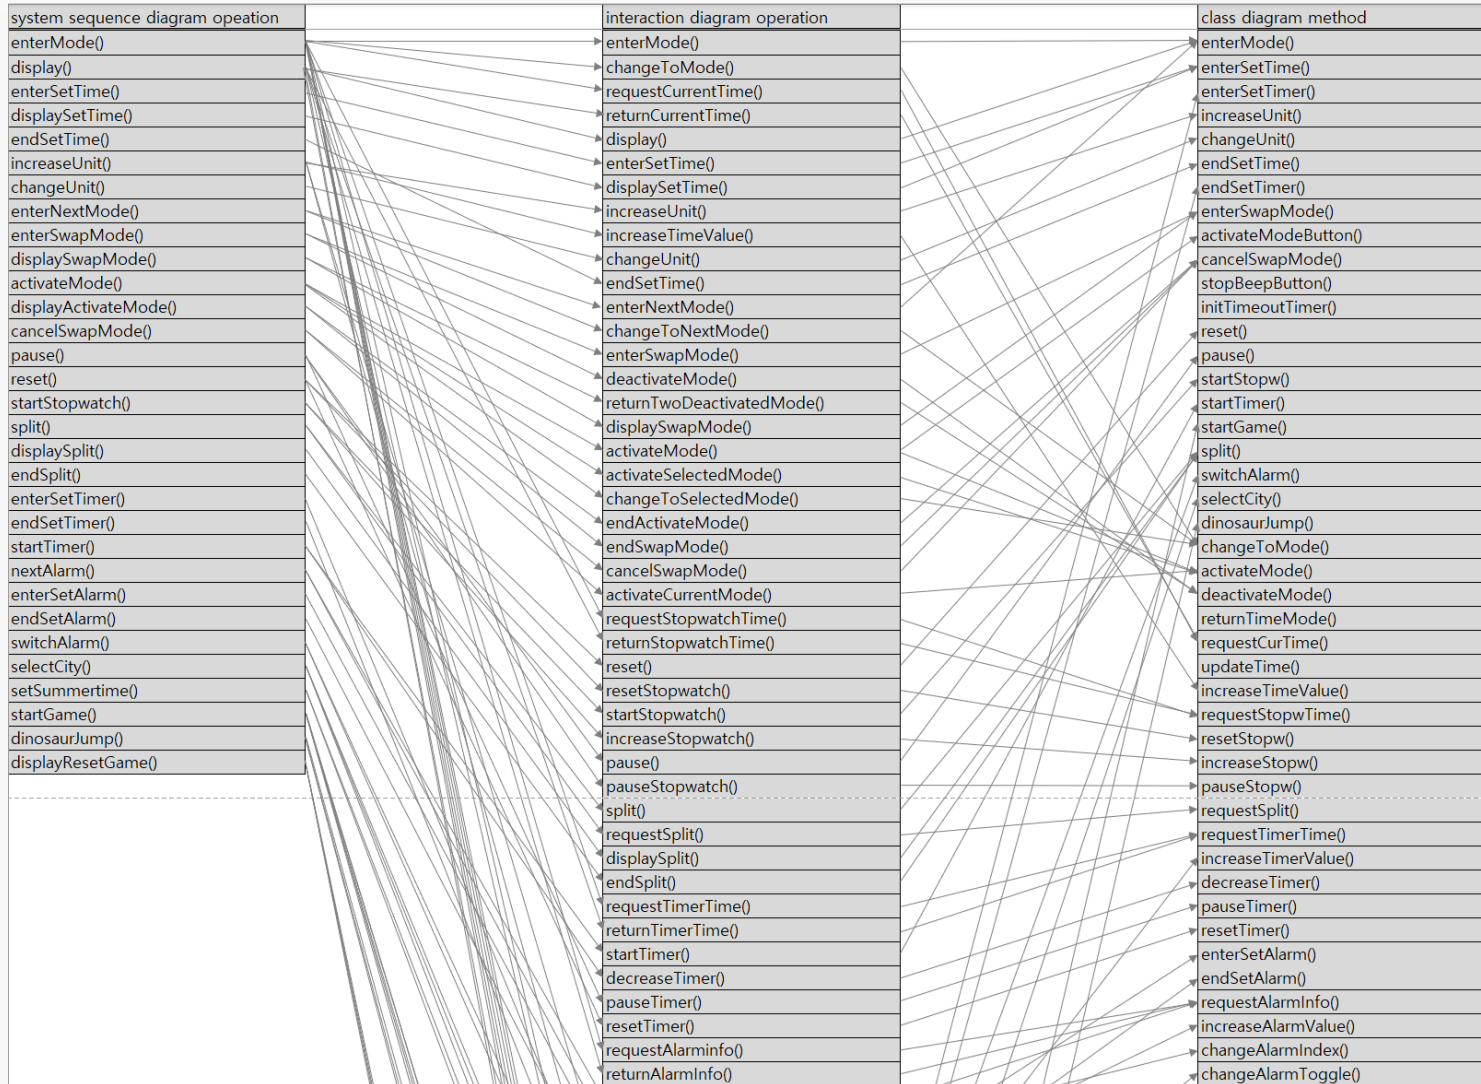 system sequence diagram opeation
enterMode()
display()
enterSetTime()
displaySetTime()
endSetTime()
increaseUnit()
changeUnit()
enterNextMode()
enterSwapMode()
displaySwapMode()
activateMode()
displayActivateMode()
cancelSwapMode()
pause()
reset()
startStopwatch()
split()
displaySplit()
endSplit()
enterSetTimer()
endSetTimer()
startTimer()
nextAlarm()
enterSetAlarm()
endSetAlarm()
switchAlarm()
selectCity()
setSummertime()
startGame()
dinosaurJump()
displayResetGame()
interaction diagram operation
enterMode()
changeToMode()
requestCurrentTime()
returnCurrentTime()
display()
enterSetTime()
displaySetTime()
increaseUnit()
increaseTimeValue()
changeUnit()
endSetTime()
enterNextMode()
changeToNextMode()
enterSwapMode()
deactivateMode()
returnTwoDeactivatedMode()
displaySwapMode()
activateMode()
activateSelectedMode()
changeToSelectedMode()
endActivateMode()
endSwapMode()
cancelSwapMode()
activateCurrentMode()
requestStopwatchTime()
returnStopwatchTime()
reset()
resetStopwatch()
startStopwatch()
increaseStopwatch()
pause()
pauseStopwatch()
split()
requestSplit()
displaySplit()
endSplit()
requestTimerTime()
returnTimerTime()
startTimer()
decreaseTimer()
pauseTimer()
resetTimer()
requestAlarminfo()
returnAlarmInfo()
class diagram method
enterMode()
enterSetTime()
enterSetTimer()
increaseUnit()
changeUnit()
endSetTime()
endSetTimer()
enterSwapMode()
activateModeButton()
cancelSwapMode()
stopBeepButton()
initTimeoutTimer()
reset()
pause()
startStopw()
startTimer()
startGame()
split()
switchAlarm()
selectCity()
dinosaurJump()
changeToMode()
activateMode()
deactivateMode()
returnTimeMode()
requestCurTime()
updateTime()
increaseTimeValue()
requestStopwTime()
resetStopw()
increaseStopw()
pauseStopw()
requestSplit()
requestTimerTime()
increaseTimerValue()
decreaseTimer()
pauseTimer()
resetTimer()
enterSetAlarm()
endSetAlarm()
requestAlarmInfo()
increaseAlarmValue()
changeAlarmIndex()
changeAlarmToggle()